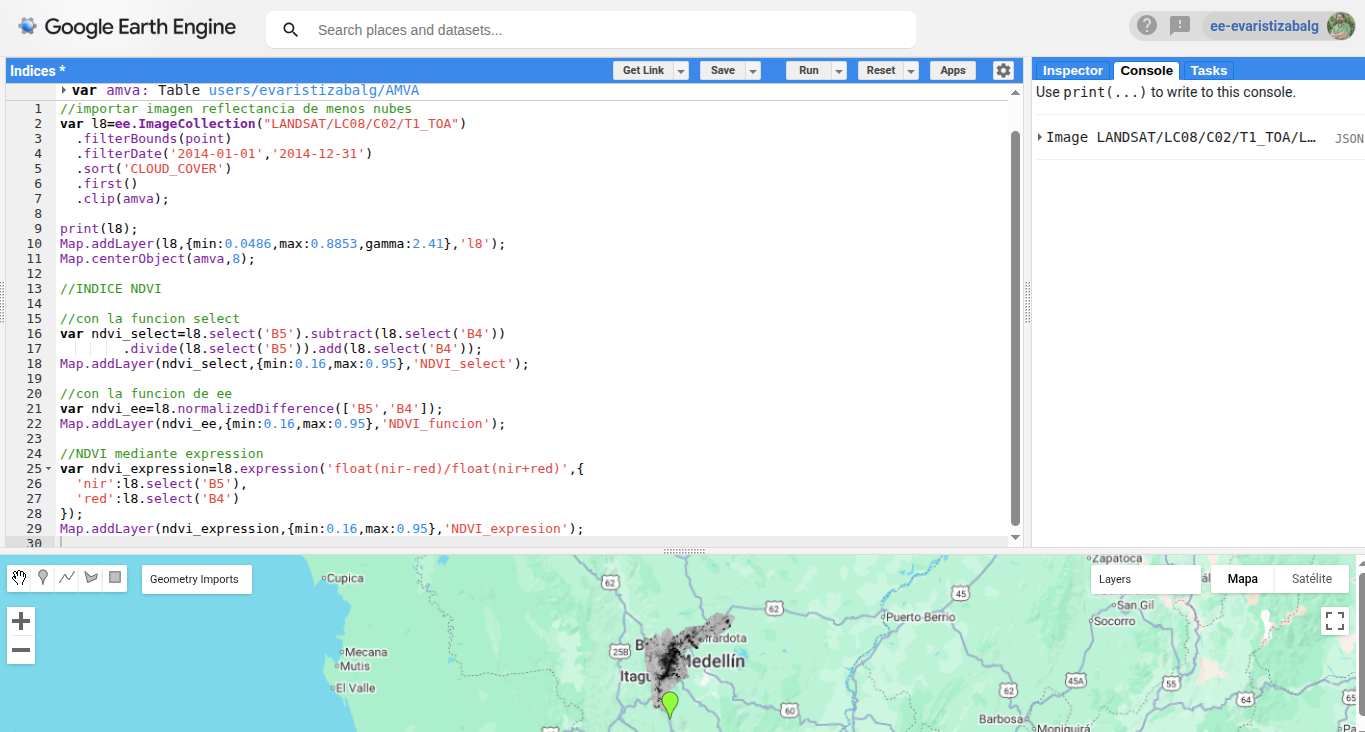 Google Earth Engine
Search places and datasets...
ee-evaristizabalg
Indices *
Get Link
Save
Run
Reset
Apps
Inspector
Console
Tasks
var amva: Table users/evaristizabalg/AMVA
1 //importar imagen reflectancia de menos nubes
2 var l8=ee.ImageCollection("LANDSAT/LC08/C02/T1_TOA")
3 .filterBounds(point)
4 .filterDate('2014-01-01','2014-12-31')
5 .sort('CLOUD_COVER')
6 .first()
7 .clip(amva);
8
9 print(l8);
10 Map.addLayer(l8,{min:0.0486,max:0.8853,gamma:2.41},'l8');
11 Map.centerObject(amva,8);
12
13 //INDICE NDVI
14
15 //con la funcion select
16 var ndvi_select=l8.select('B5').subtract(l8.select('B4'))
17 .divide(l8.select('B5')).add(l8.select('B4'));
18 Map.addLayer(ndvi_select,{min:0.16,max:0.95},'NDVI_select');
19
20 //con la funcion de ee
21 var ndvi_ee=l8.normalizedDifference(['B5','B4']);
22 Map.addLayer(ndvi_ee,{min:0.16,max:0.95},'NDVI_funcion');
23
24 //NDVI mediante expression
25 var ndvi_expression=l8.expression('float(nir-red)/float(nir+red)',{
26 'nir':l8.select('B5'),
27 'red':l8.select('B4')
28 });
29 Map.addLayer(ndvi_expression,{min:0.16,max:0.95},'NDVI_expresion');
30
Use print(...) to write to this console.
Image LANDSAT/LC08/C02/T1_TOA/L… JSON
Geometry Imports
Layers
Mapa
Satélite
Zapatoca
Cupica
62
62
45
San Gil
Puerto Berrio
Socorro
25B
Mecana
Mutis
Medellín
El Valle
62
45A
55
64
65
60
Barbosa
Moniquirá